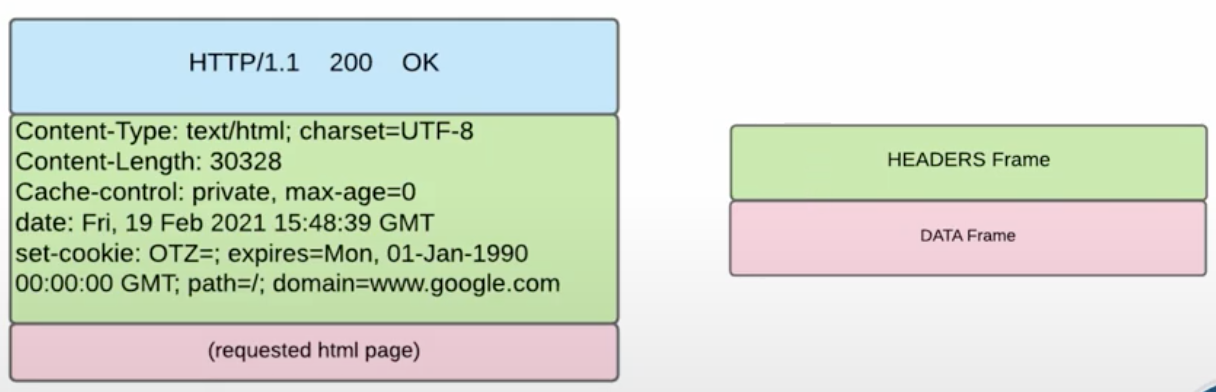 HTTP/1.1 200 OK
Content-Type: text/html; charset=UTF-8
Content-Length: 30328
Cache-control: private, max-age=0
date: Fri, 19 Feb 2021 15:48:39 GMT
set-cookie: OTZ=; expires=Mon, 01-Jan-1990
00:00:00 GMT; path=/; domain=www.google.com
(requested html page)
HEADERS Frame
DATA Frame